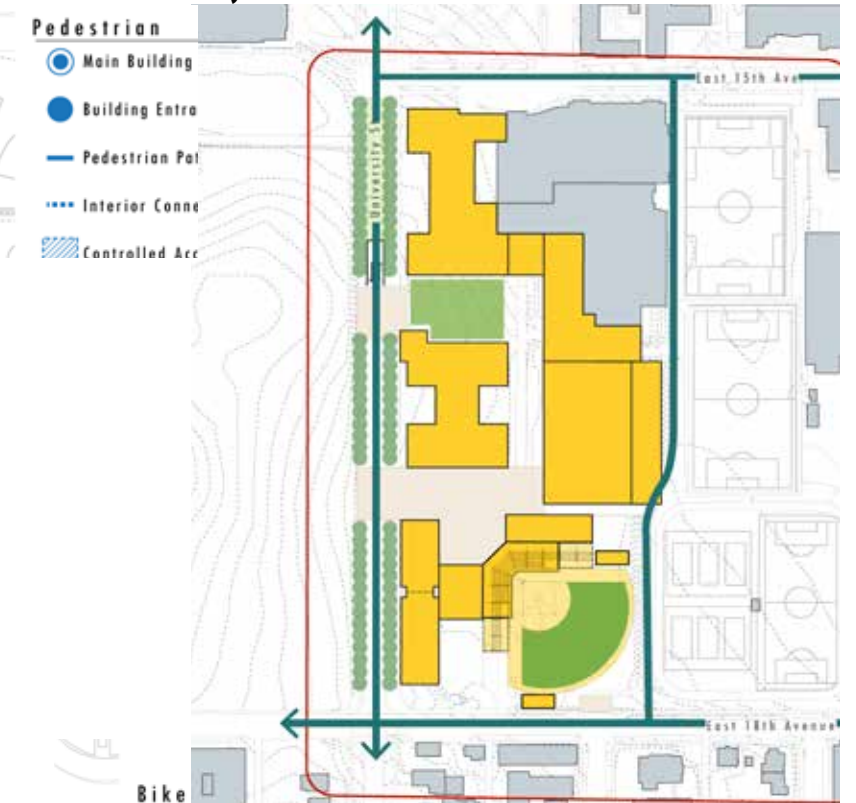 Pedestrian
Main Building
Building Entra
Pedestrian Pat
Interior Conne
Controlled Acc
East 15th Ave
University S
East 18th Avenue
Bike